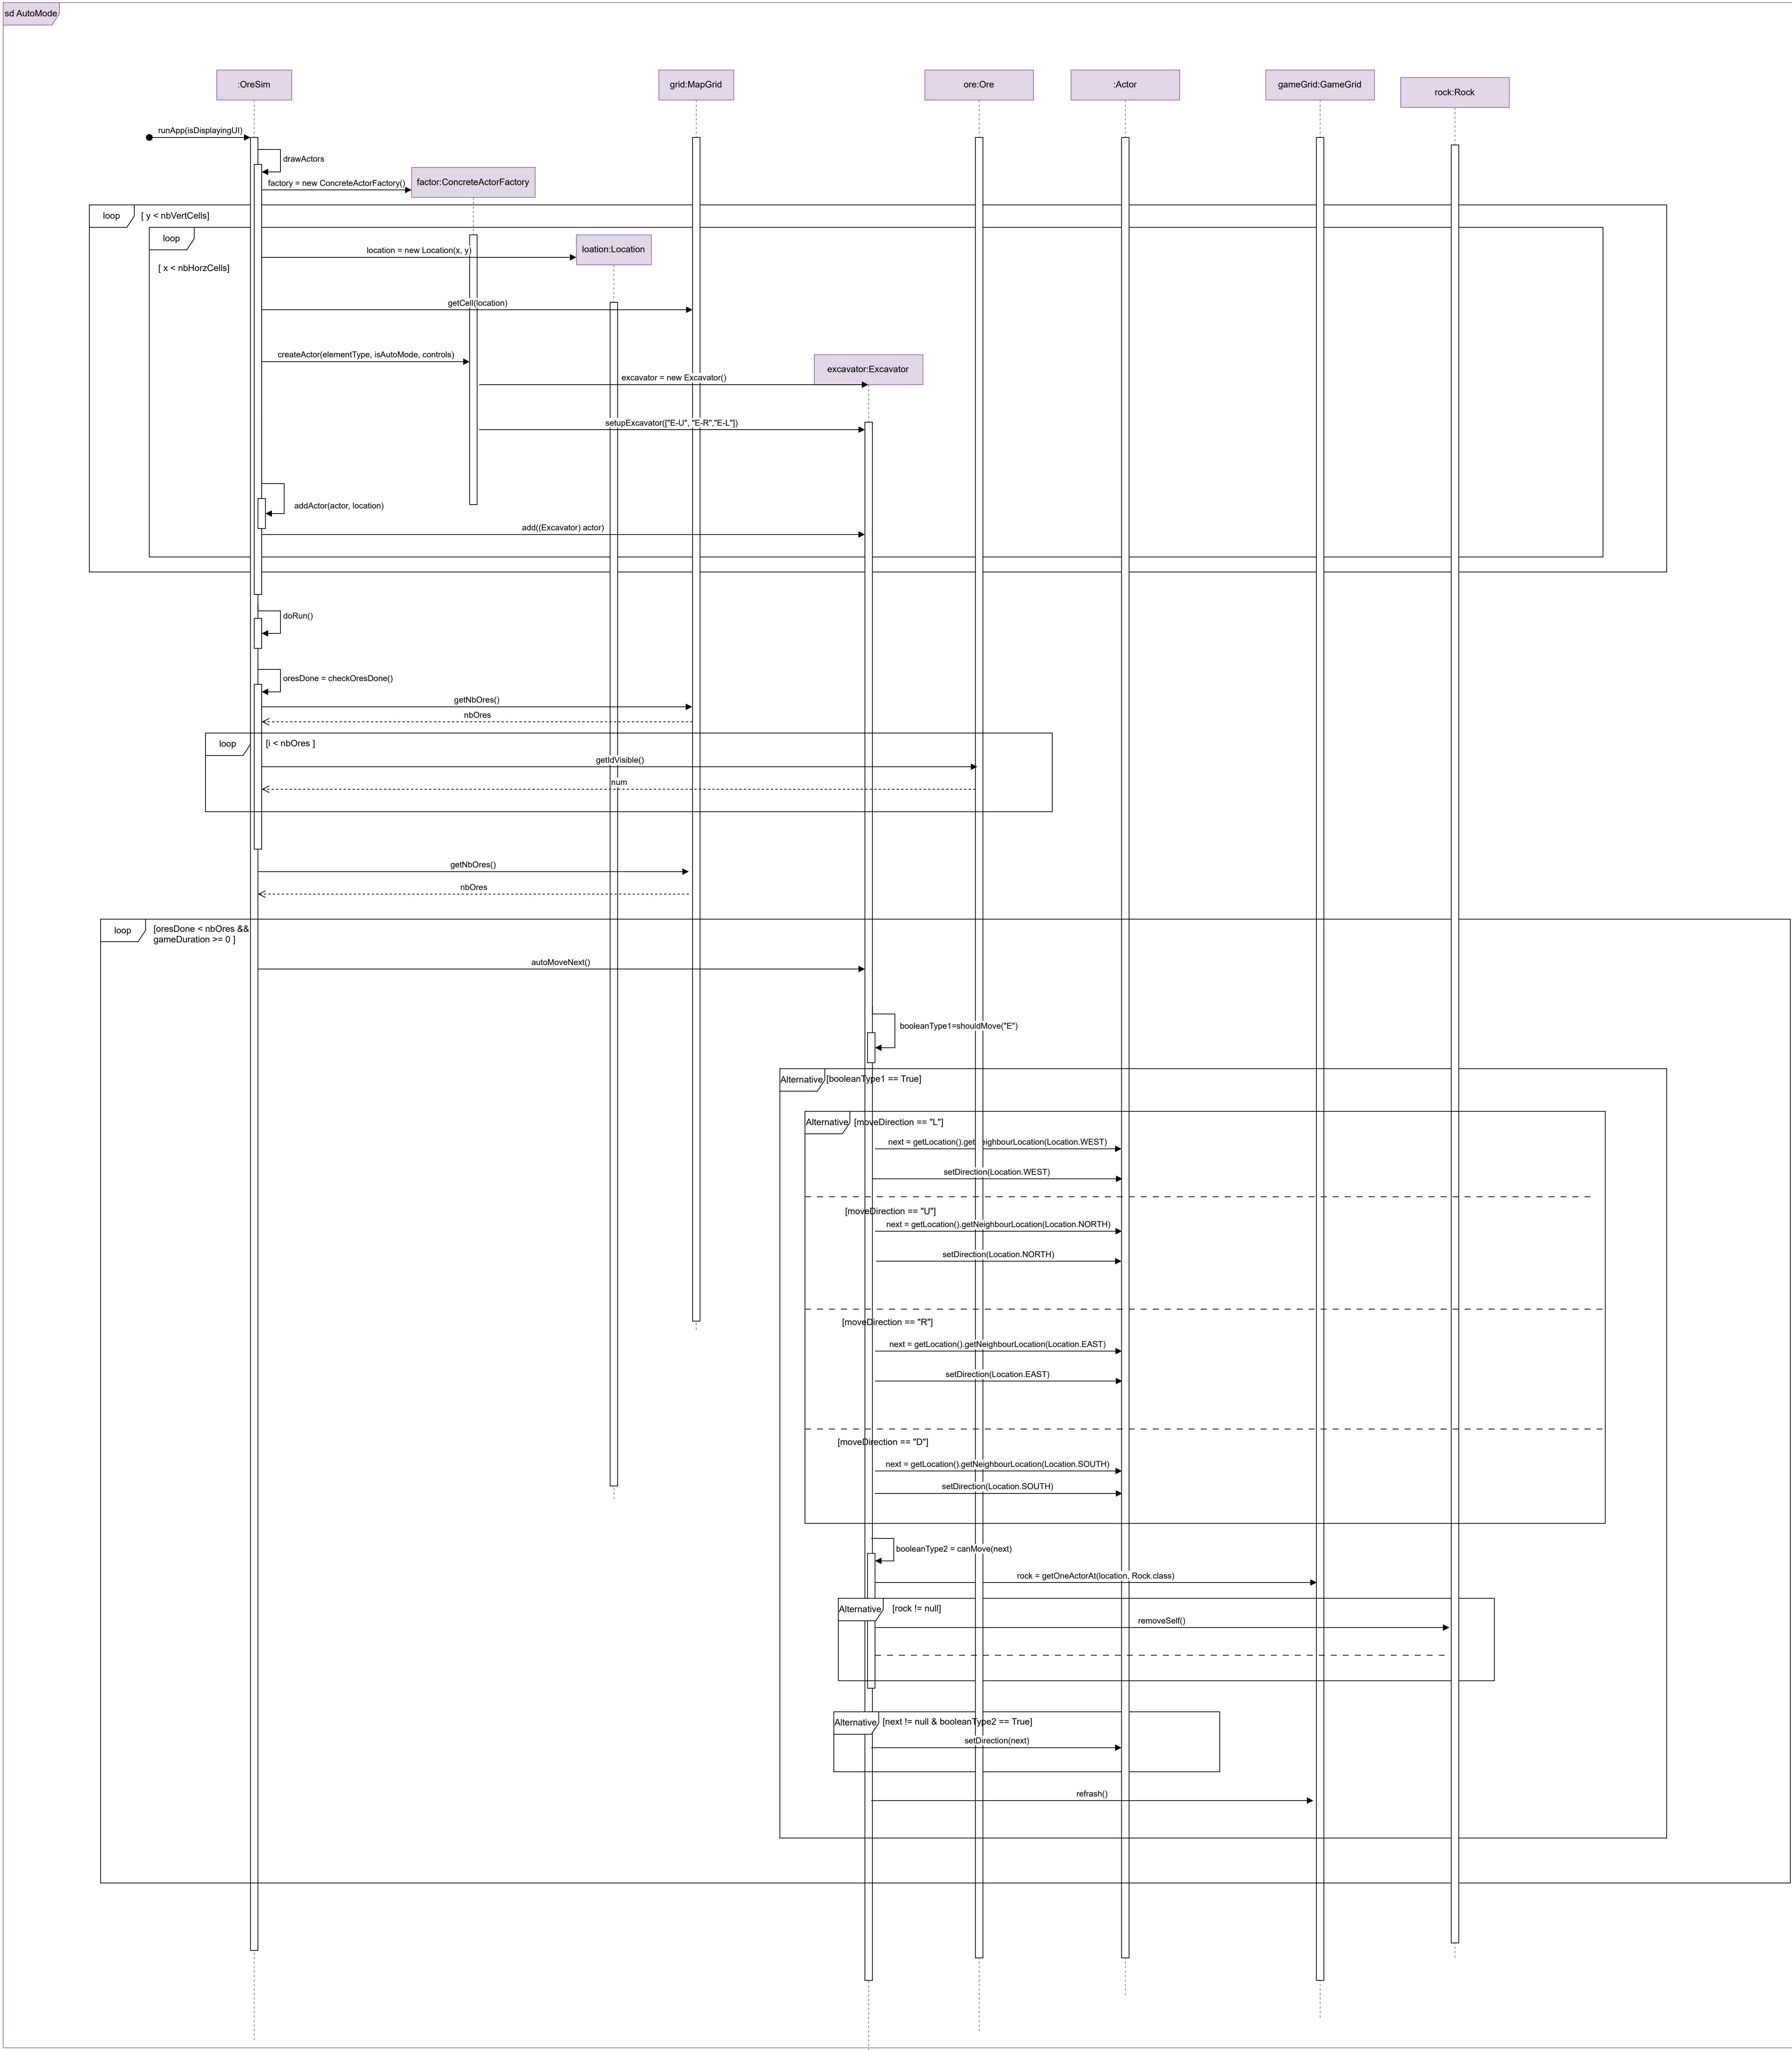 sd AutoMode
:OreSim
grid:MapGrid
ore:Ore
:Actor
gameGrid:GameGrid
rock:Rock
runApp(isDisplayingUI)
drawActors
factory = new ConcreteActorFactory()
factor:ConcreteActorFactory
loop
[ y < nbVertCells]
loop
[ x < nbHorzCells]
location = new Location(x, y)
loation:Location
getCell(location)
createActor(elementType, isAutoMode, controls)
excavator:Excavator
excavator = new Excavator()
setupExcavator(["E-U", "E-R","E-L"])
addActor(actor, location)
add((Excavator) actor)
doRun()
oresDone = checkOresDone()
getNbOres()
nbOres
loop
[i < nbOres ]
getIdVisible()
num
getNbOres()
nbOres
loop
[oresDone < nbOres &&
gameDuration >= 0 ]
autoMoveNext()
booleanType1=shouldMove("E")
Alternative
[booleanType1 == True]
Alternative
[moveDirection == "L"]
next = getLocation().getNeighbourLocation(Location.WEST)
setDirection(Location.WEST)
[moveDirection == "U"]
next = getLocation().getNeighbourLocation(Location.NORTH)
setDirection(Location.NORTH)
[moveDirection == "R"]
next = getLocation().getNeighbourLocation(Location.EAST)
setDirection(Location.EAST)
[moveDirection == "D"]
next = getLocation().getNeighbourLocation(Location.SOUTH)
setDirection(Location.SOUTH)
booleanType2 = canMove(next)
rock = getOneActorAt(location, Rock.class)
Alternative
[rock != null]
removeSelf()
Alternative
[next != null & booleanType2 == True]
setDirection(next)
refrash()